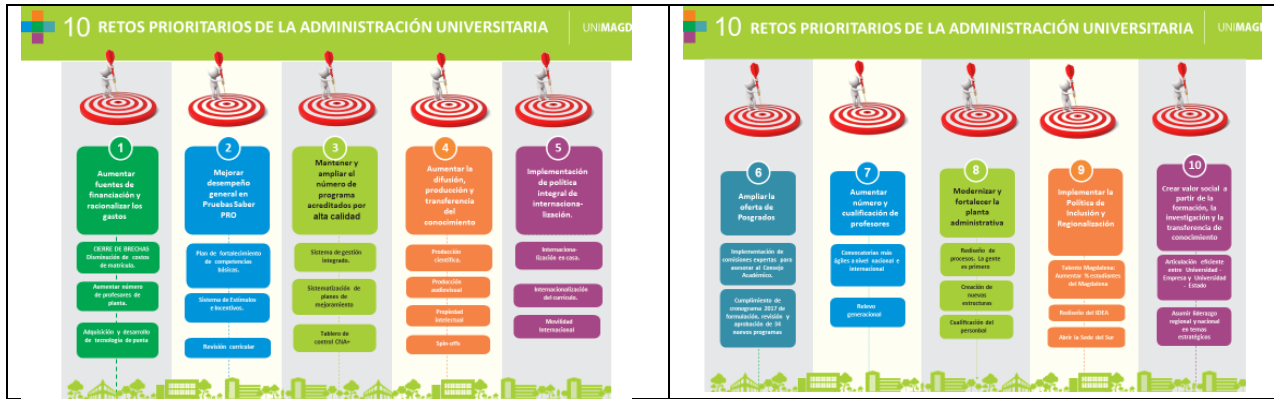 10 RETOS PRIORITARIOS DE LA ADMINISTRACIÓN UNIVERSITARIA
UNIMAGD
1
Aumentar
fuentes de
financiación y
racionalizar los
gastos
CIERRE DE BRECHAS
Disminución de costos
de matrícula.
Aumentar número
de profesores de
planta.
Adquisición y desarrollo
de tecnología de punta
2
Mejorar
desempeño
general en
Pruebas Saber
PRO
Plan de fortalecimiento
de competencias
básicas.
Sistema de Estímulos
e Incentivos.
Revisión curricular
3
Mantener y
ampliar el
número de
programa
acreditados por
alta calidad
Sistema de gestión
integrado.
Sistematización de
planes de
mejoramiento
Tablero de
control CNA+
4
Aumentar la
difusión,
producción y
transferencia
del
conocimiento
Producción
científica.
Producción
audiovisual
Propiedad
intelectual
Spin-offs
5
Implementación
de política
integral de
internaciona-
lización.
Internaciona-
lización en casa.
Internacionalización
del currículo.
Movilidad
Internacional
10 RETOS PRIORITARIOS DE LA ADMINISTRACIÓN UNIVERSITARIA
UNIMAG
6
Ampliar la
oferta de
Posgrados
Implementación de
comisiones expertas para
asesorar al Consejo
Académico.
Cumplimiento de
cronograma 2017 de
formulación, revisión y
aprobación de
nuevos programas
7
Aumentar
número y
cualificación de
profesores
Convocatorias más
ágiles a nivel nacional e
internacional
Relevo
generacional
8
Modernizar y
fortalecer la
planta
administrativa
Rediseño de
procesos. La gente
es primero
Creación de
nuevas
estructuras
Cualificación del
personal
9
Implementar la
Política de
Inclusión y
Regionalización
Talento Magdalena:
Aumentar % estudiantes
del Magdalena
Rediseño del IDEA
Abrir la Sede del Sur
10
Crear valor social a
partir de la
formación, la
investigación y la
transferencia de
conocimiento
Articulación eficiente
entre Universidad -
Empresa y Universidad
- Estado
Asumir liderazgo
regional y nacional
en temas
estratégicos